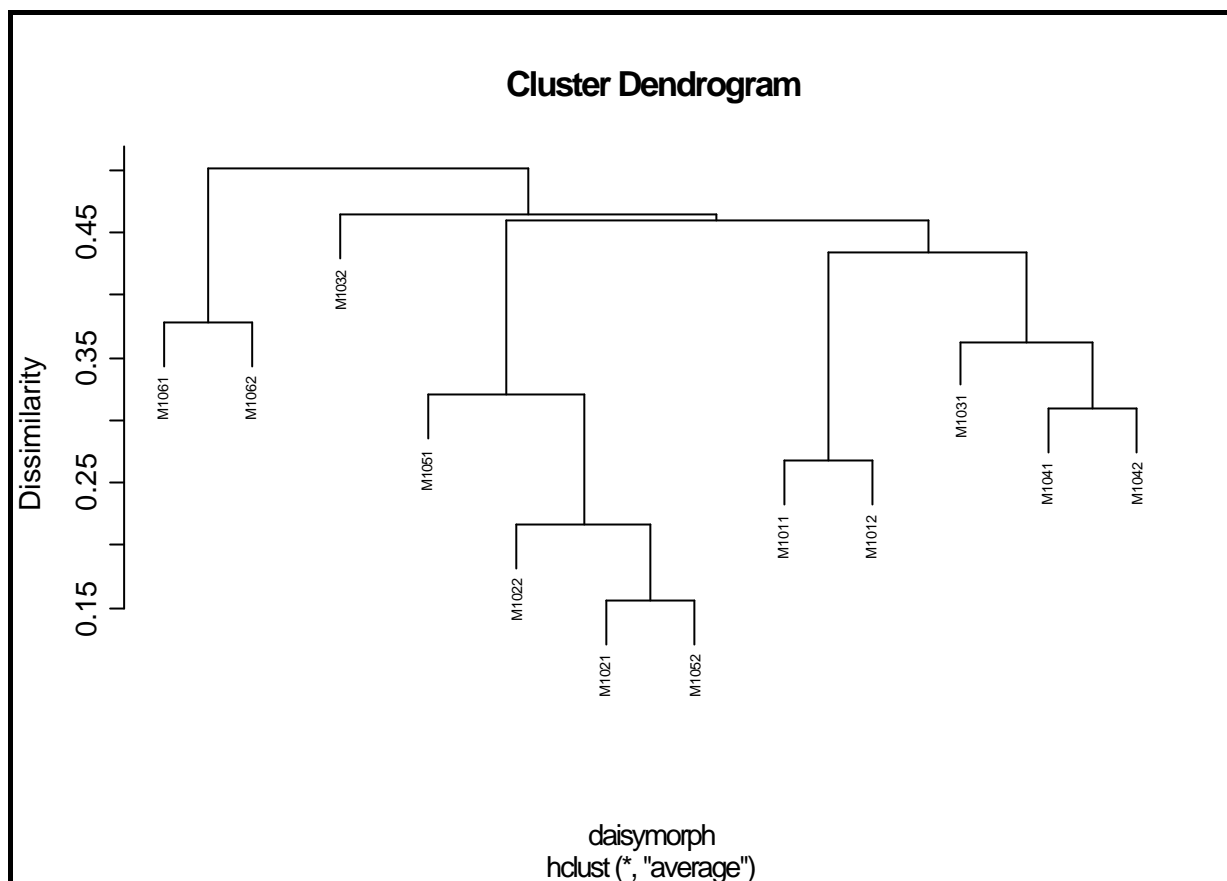 Cluster Dendrogram
Dissimilarity
0.45
0.35
0.25
0.15
M1061
M1062
M1032
M1051
M1022
M1021
M1052
M1011
M1012
M1031
M1041
M1042
daisymorph
hclust (*, "average")